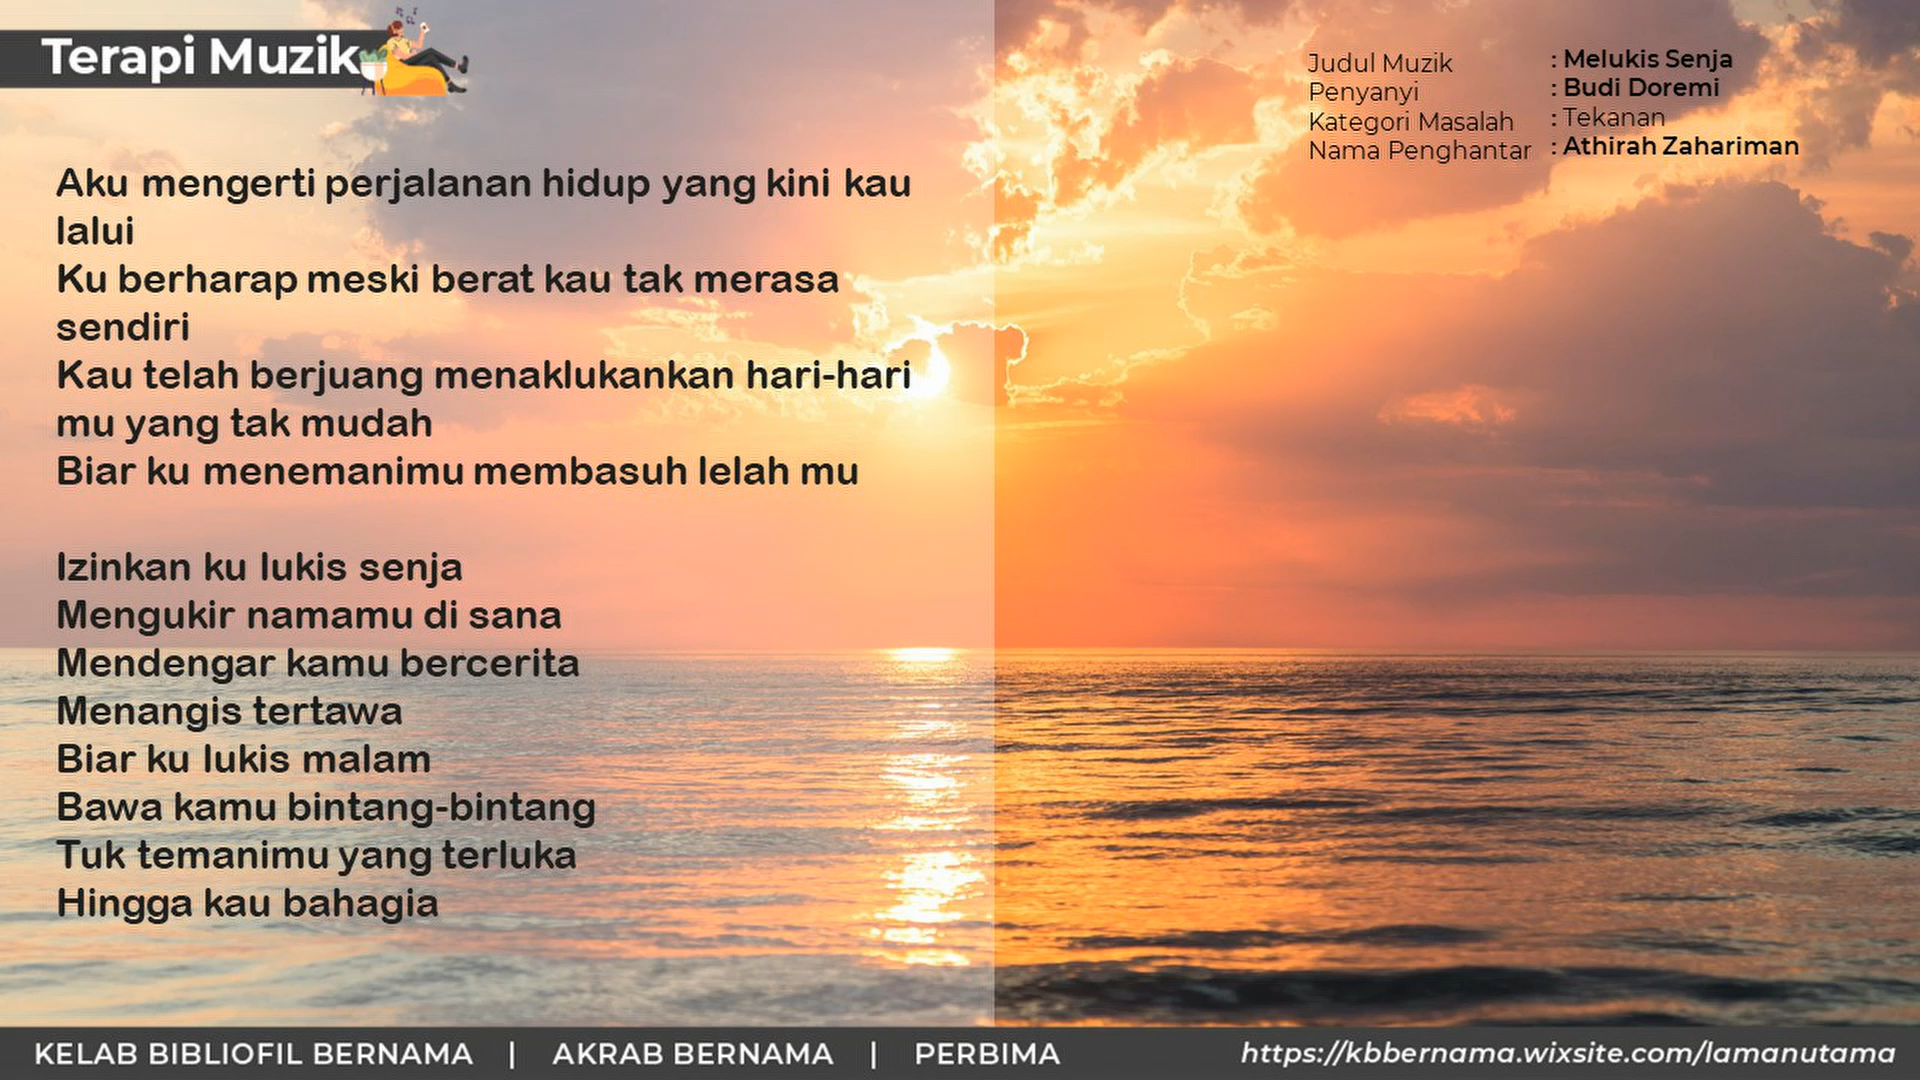 Terapi Muzik
Judul Muzik : Melukis Senja
Penyanyi : Budi Doremi
Kategori Masalah : Tekanan
Nama Penghantar : Athirah Zahariman
Aku mengerti perjalanan hidup yang kini kau
lalui
Ku berharap meski berat kau tak merasa
sendiri
Kau telah berjuang menaklukankan hari-hari
mu yang tak mudah
Biar ku menemanimu membasuh lelah mu
Izinkan ku lukis senja
Mengukir namamu di sana
Mendengar kamu bercerita
Menangis tertawa
Biar ku lukis malam
Bawa kamu bintang-bintang
Tuk temanimu yang terluka
Hingga kau bahagia
KELAB BIBLIOFIL BERNAMA | AKRAB BERNAMA | PERBIMA
https://kbbernama.wixsite.com/lamanutama